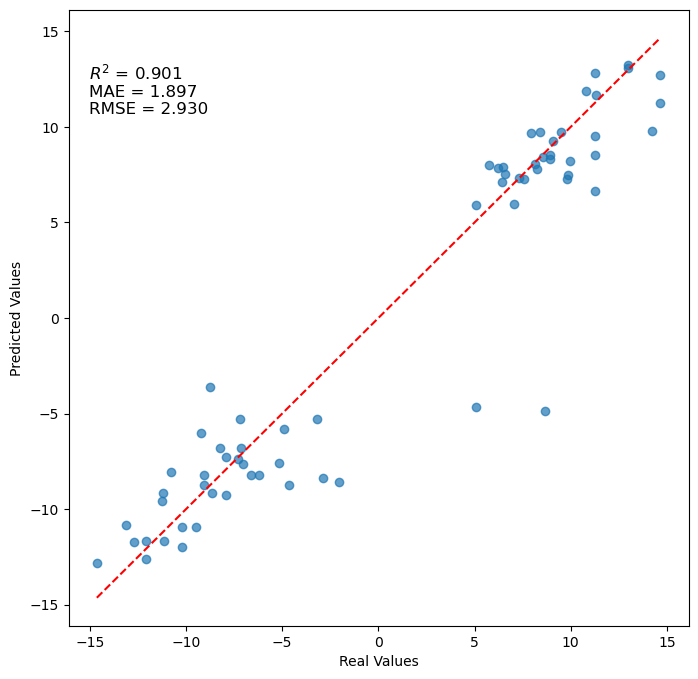 15
10
5
0
−5
−10
−15
Predicted Values
R² = 0.901
MAE = 1.897
RMSE = 2.930
−15 −10 −5 0 5 10 15
Real Values